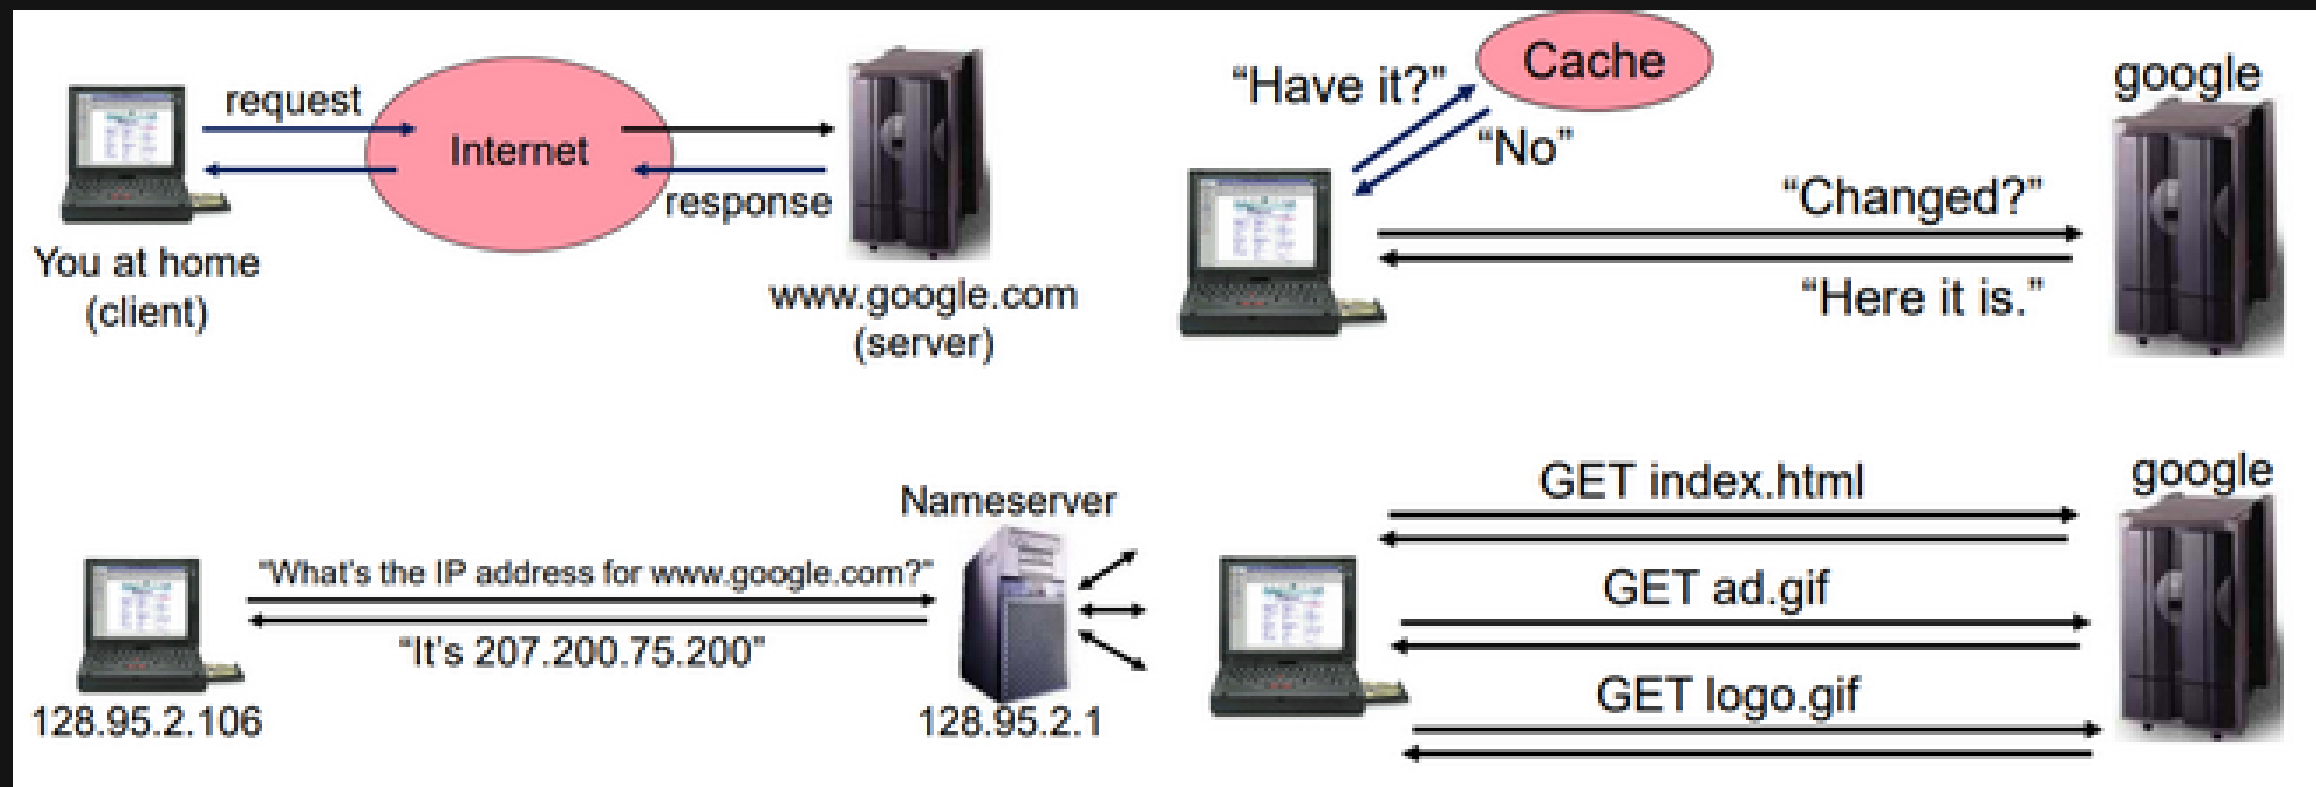 request
Internet
response
You at home
(client)
www.google.com
(server)
Cache
“Have it?”
“No”
google
“Changed?”
“Here it is.”
Nameserver
“What’s the IP address for www.google.com?”
“It’s 207.200.75.200”
128.95.2.106
128.95.2.1
google
GET index.html
GET ad.gif
GET logo.gif